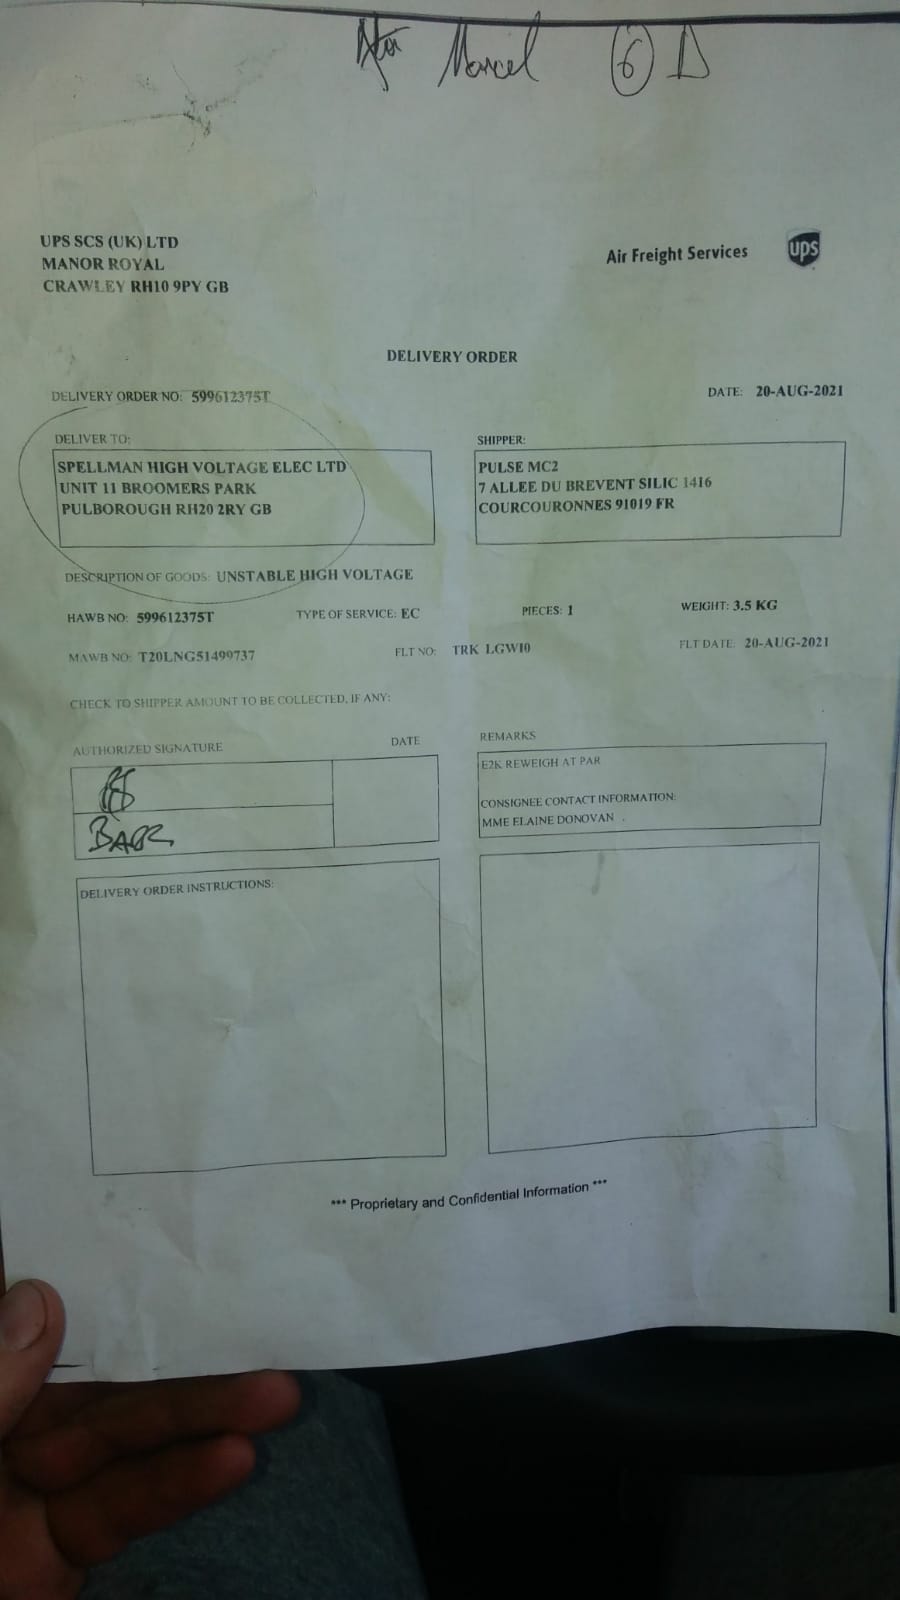 Marcel 6 D
UPS SCS (UK) LTD
MANOR ROYAL
CRAWLEY RH10 9PY GB
Air Freight Services
ups
DELIVERY ORDER
DELIVERY ORDER NO: 599612375T
DATE: 20-AUG-2021
DELIVER TO:
SPELLMAN HIGH VOLTAGE ELEC LTD
UNIT 11 BROOMERS PARK
PULBOROUGH RH20 2RY GB
SHIPPER:
PULSE MC2
7 ALLEE DU BREVENT SILIC 1416
COURCOURONNES 91019 FR
DESCRIPTION OF GOODS: UNSTABLE HIGH VOLTAGE
HAWB NO: 599612375T TYPE OF SERVICE: EC PIECES: 1 WEIGHT: 3.5 KG
MAWB NO: T20LNG51499737 FLT NO: TRK LGW10 FLT DATE: 20-AUG-2021
CHECK TO SHIPPER AMOUNT TO BE COLLECTED, IF ANY:
AUTHORIZED SIGNATURE DATE
REMARKS
E2K REWEIGH AT PAR
CONSIGNEE CONTACT INFORMATION:
MME ELAINE DONOVAN .
DELIVERY ORDER INSTRUCTIONS:
*** Proprietary and Confidential Information ***